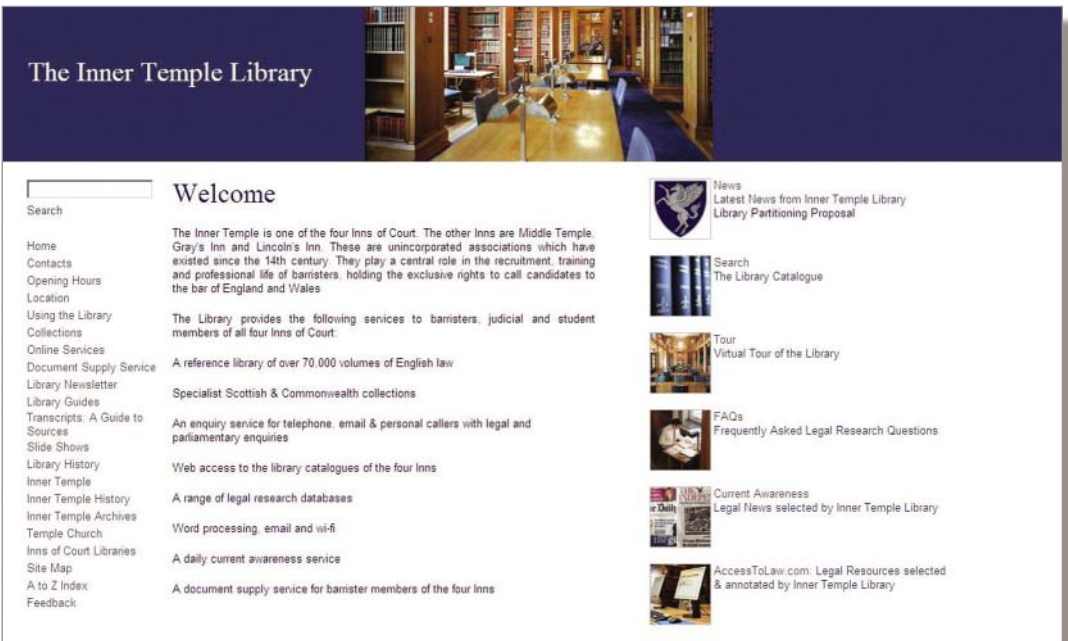 The Inner Temple Library
Search
Home
Contacts
Opening Hours
Location
Using the Library
Collections
Online Services
Document Supply Service
Library Newsletter
Library Guides
Transcripts: A Guide to
Sources
Slide Shows
Library History
Inner Temple
Inner Temple History
Inner Temple Archives
Temple Church
Inns of Court Libraries
Site Map
A to Z Index
Feedback
Welcome
The Inner Temple is one of the four Inns of Court. The other Inns are Middle Temple,
Gray's Inn and Lincoln's Inn. These are unincorporated associations which have
existed since the 14th century. They play a central role in the recruitment, training
and professional life of barristers, holding the exclusive rights to call candidates to
the bar of England and Wales
The Library provides the following services to barristers, judicial and student
members of all four Inns of Court:
A reference library of over 70,000 volumes of English law
Specialist Scottish & Commonwealth collections
An enquiry service for telephone, email & personal callers with legal and
parliamentary enquiries
Web access to the library catalogues of the four Inns
A range of legal research databases
Word processing, email and wi-fi
A daily current awareness service
A document supply service for barrister members of the four Inns
News
Latest News from Inner Temple Library
Library Partitioning Proposal
Search
The Library Catalogue
Tour
Virtual Tour of the Library
FAQs
Frequently Asked Legal Research Questions
Current Awareness
Legal News selected by Inner Temple Library
AccessToLaw.com: Legal Resources selected
& annotated by Inner Temple Library